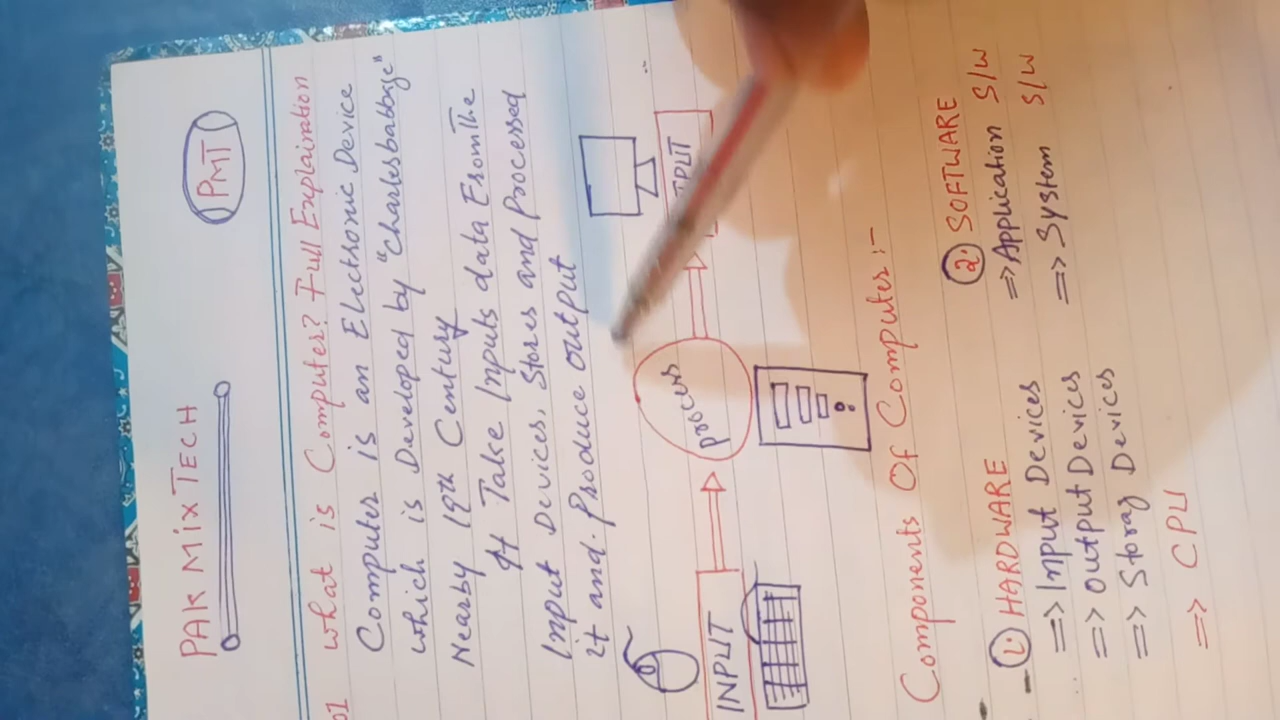 PAK MIX TECH
PMT
01 what is Computer? Full Explaination
Computer is an Electronic Device
which is Developed by "Charlesbabbage"
Nearby 19th Century
It Take Inputs data From The
Input Devices, Stores and Processed
it and Produce output
INPUT
process
Components Of Computer:-
1. HARDWARE
⇒ Input Devices
⇒ output Devices
⇒ Storag Devices
⇒ CPU
2. SOFTWARE
⇒ Application S/W
⇒ System S/W